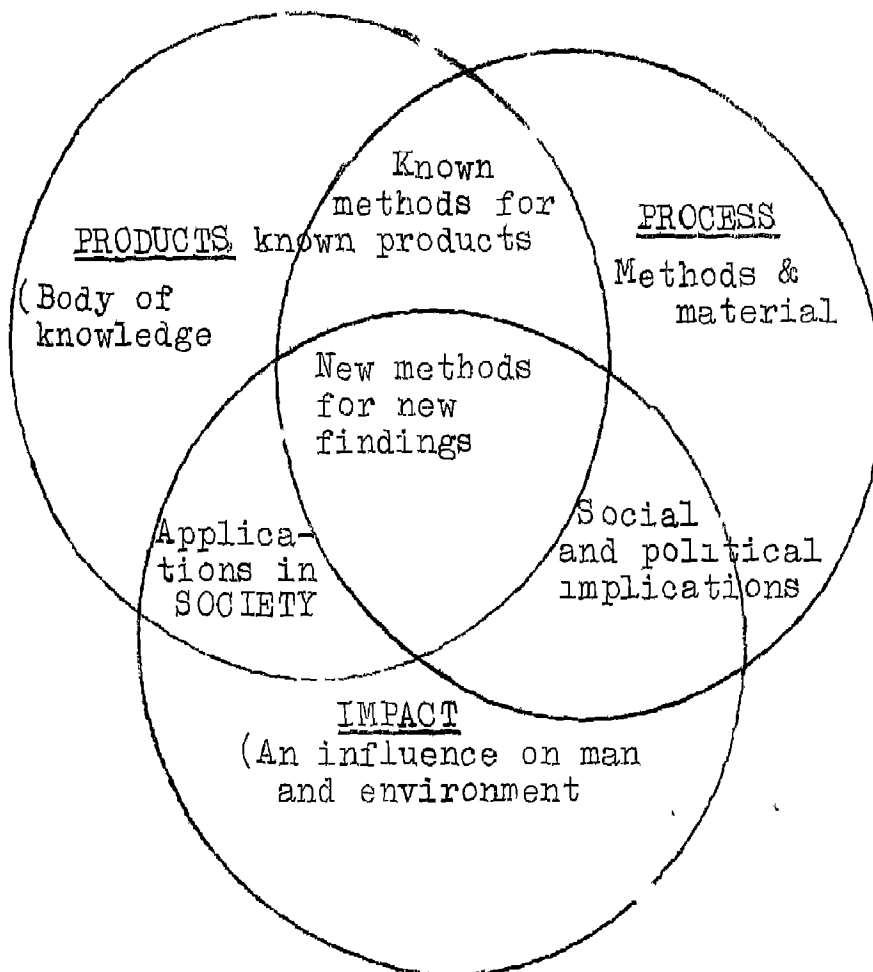 Known
methods for
known products
PRODUCTS
(Body of
knowledge
PROCESS
Methods &
material
New methods
for new
findings
Applica-
tions in
SOCIETY
Social
and political
implications
IMPACT
(An influence on man
and environment